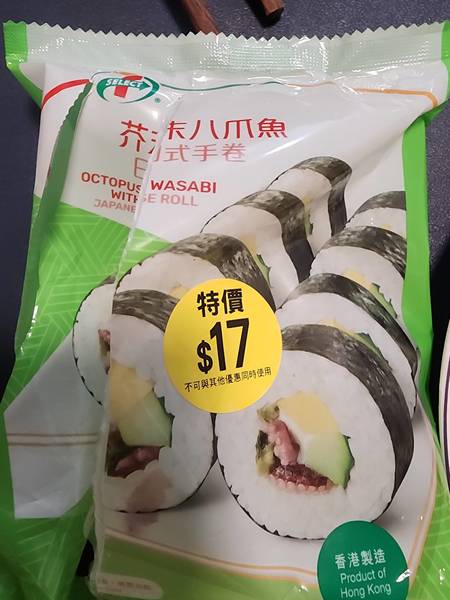 7 SELECT ®
芥末八爪魚
日式手卷
OCTOPUS WASABI
WITH SE ROLL
JAPANE
特價
$17
不可與其他優惠同時使用
香港製造
Product of
Hong Kong